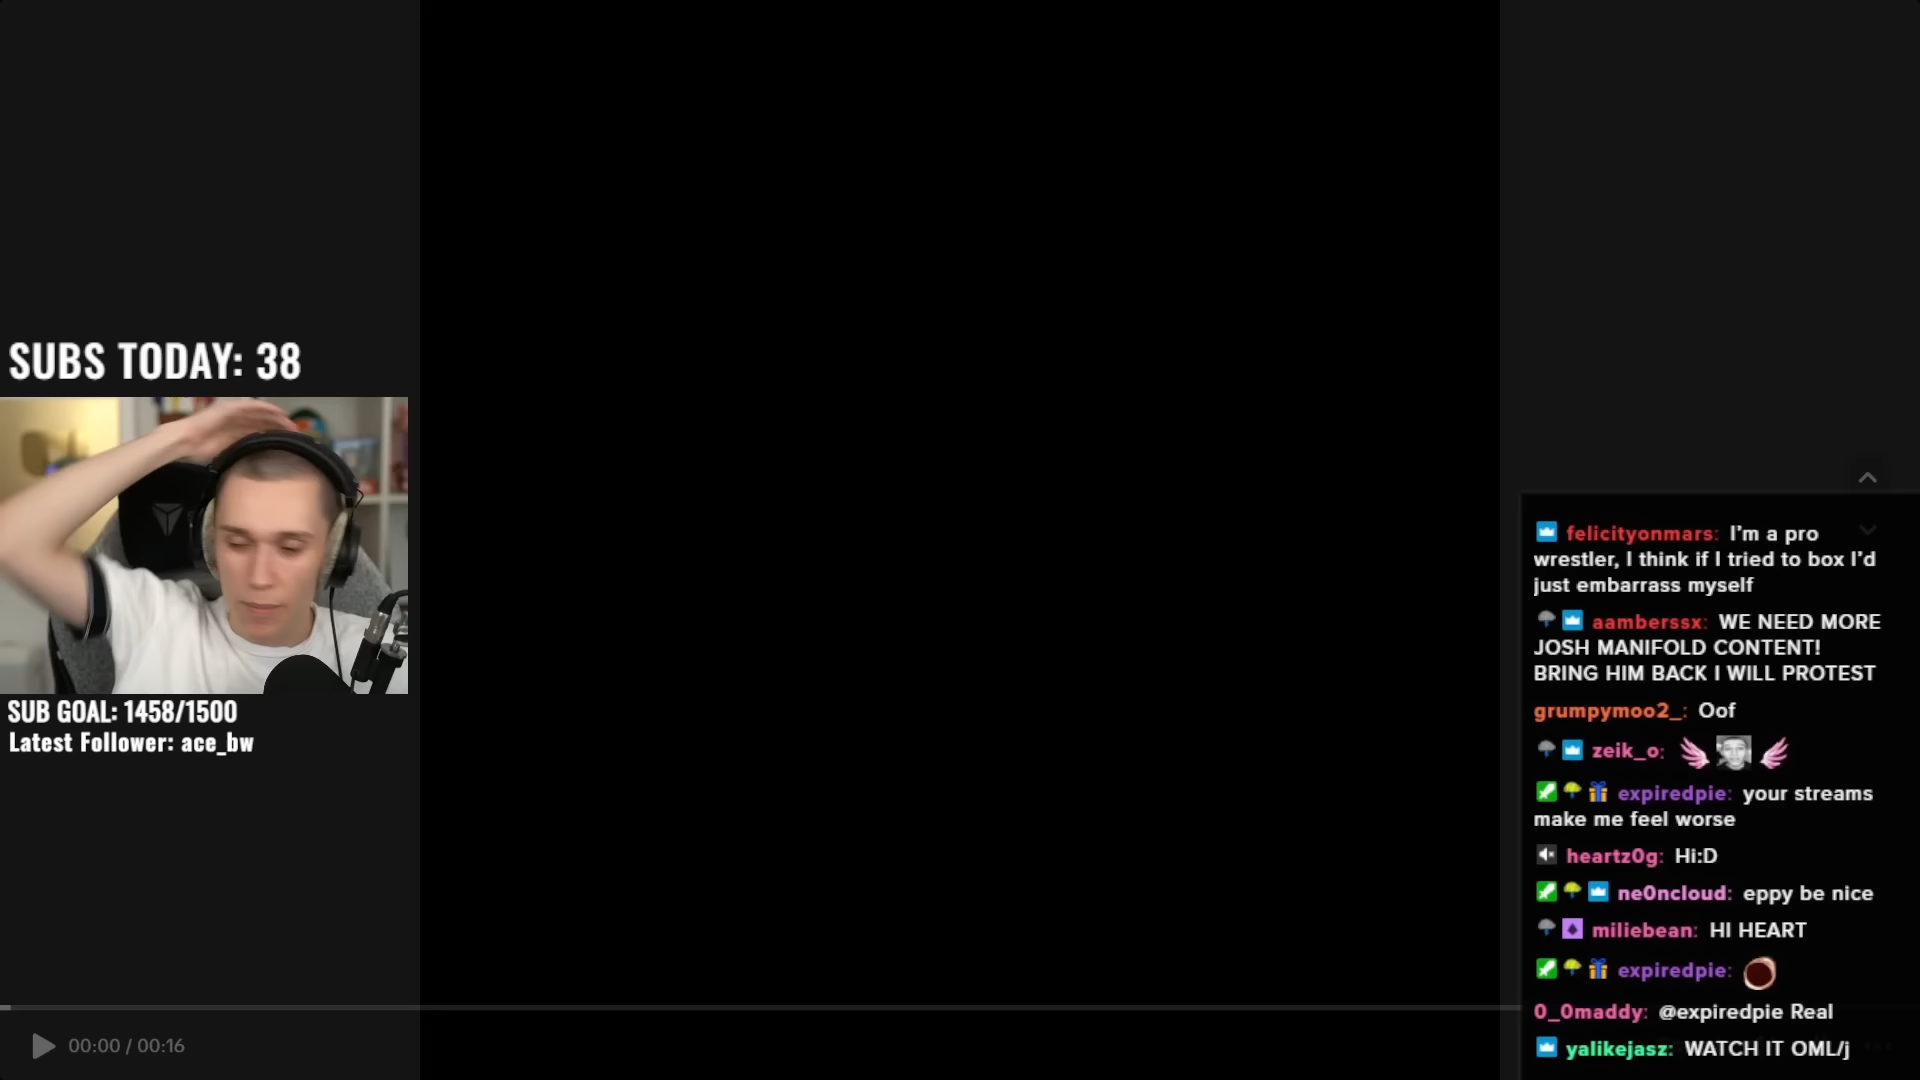 SUBS TODAY: 38
SUB GOAL: 1458/1500
Latest Follower: ace_bw
00:00 / 00:16
felicityonmars: I'm a pro
wrestler, I think if I tried to box I'd
just embarrass myself
aamberssx: WE NEED MORE
JOSH MANIFOLD CONTENT!
BRING HIM BACK I WILL PROTEST
grumpymoo2_: Oof
zeik_o:
expiredpie: your streams
make me feel worse
heartz0g: Hi:D
ne0ncloud: eppy be nice
miliebean: HI HEART
expiredpie:
0_0maddy: @expiredpie Real
yalikejasz: WATCH IT OML/j